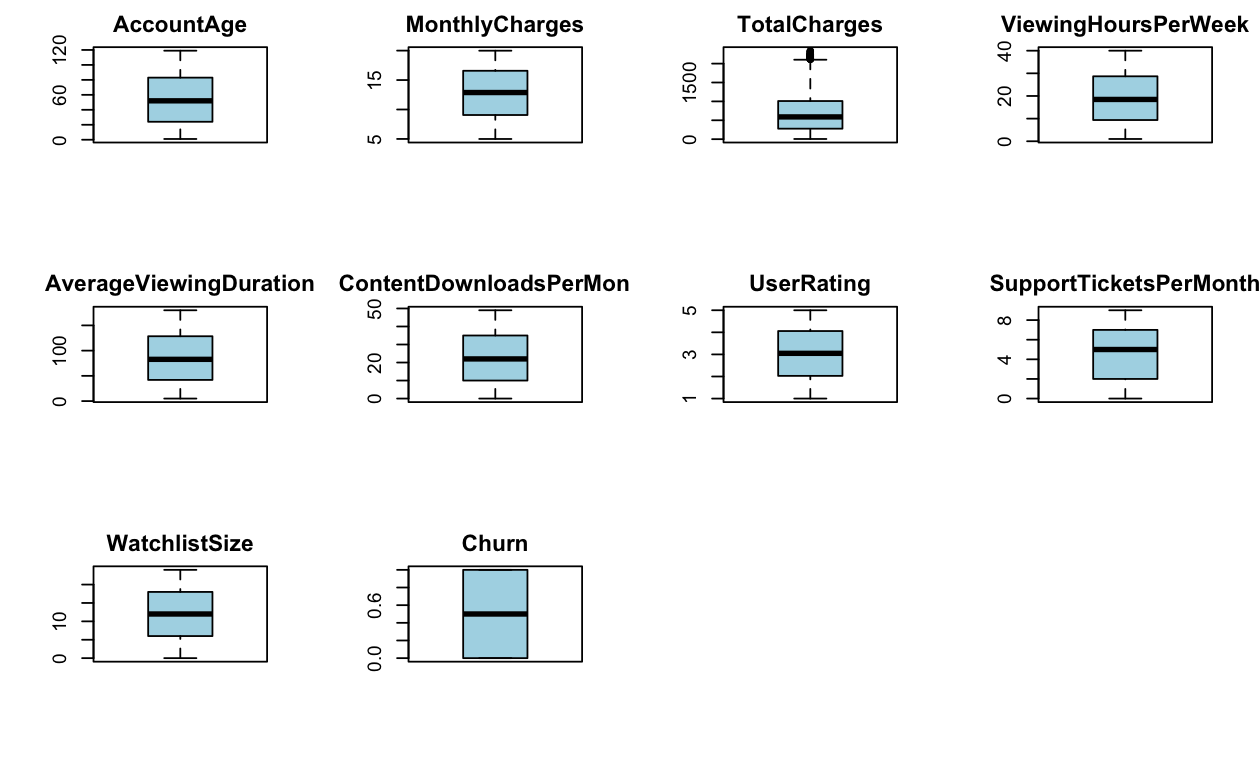 AccountAge
120
60
0
MonthlyCharges
15
5
TotalCharges
1500
0
ViewingHoursPerWeek
40
20
0
AverageViewingDuration
100
0
ContentDownloadsPerMon
50
20
0
UserRating
5
3
1
SupportTicketsPerMonth
8
4
0
WatchlistSize
10
0
Churn
0.6
0.0